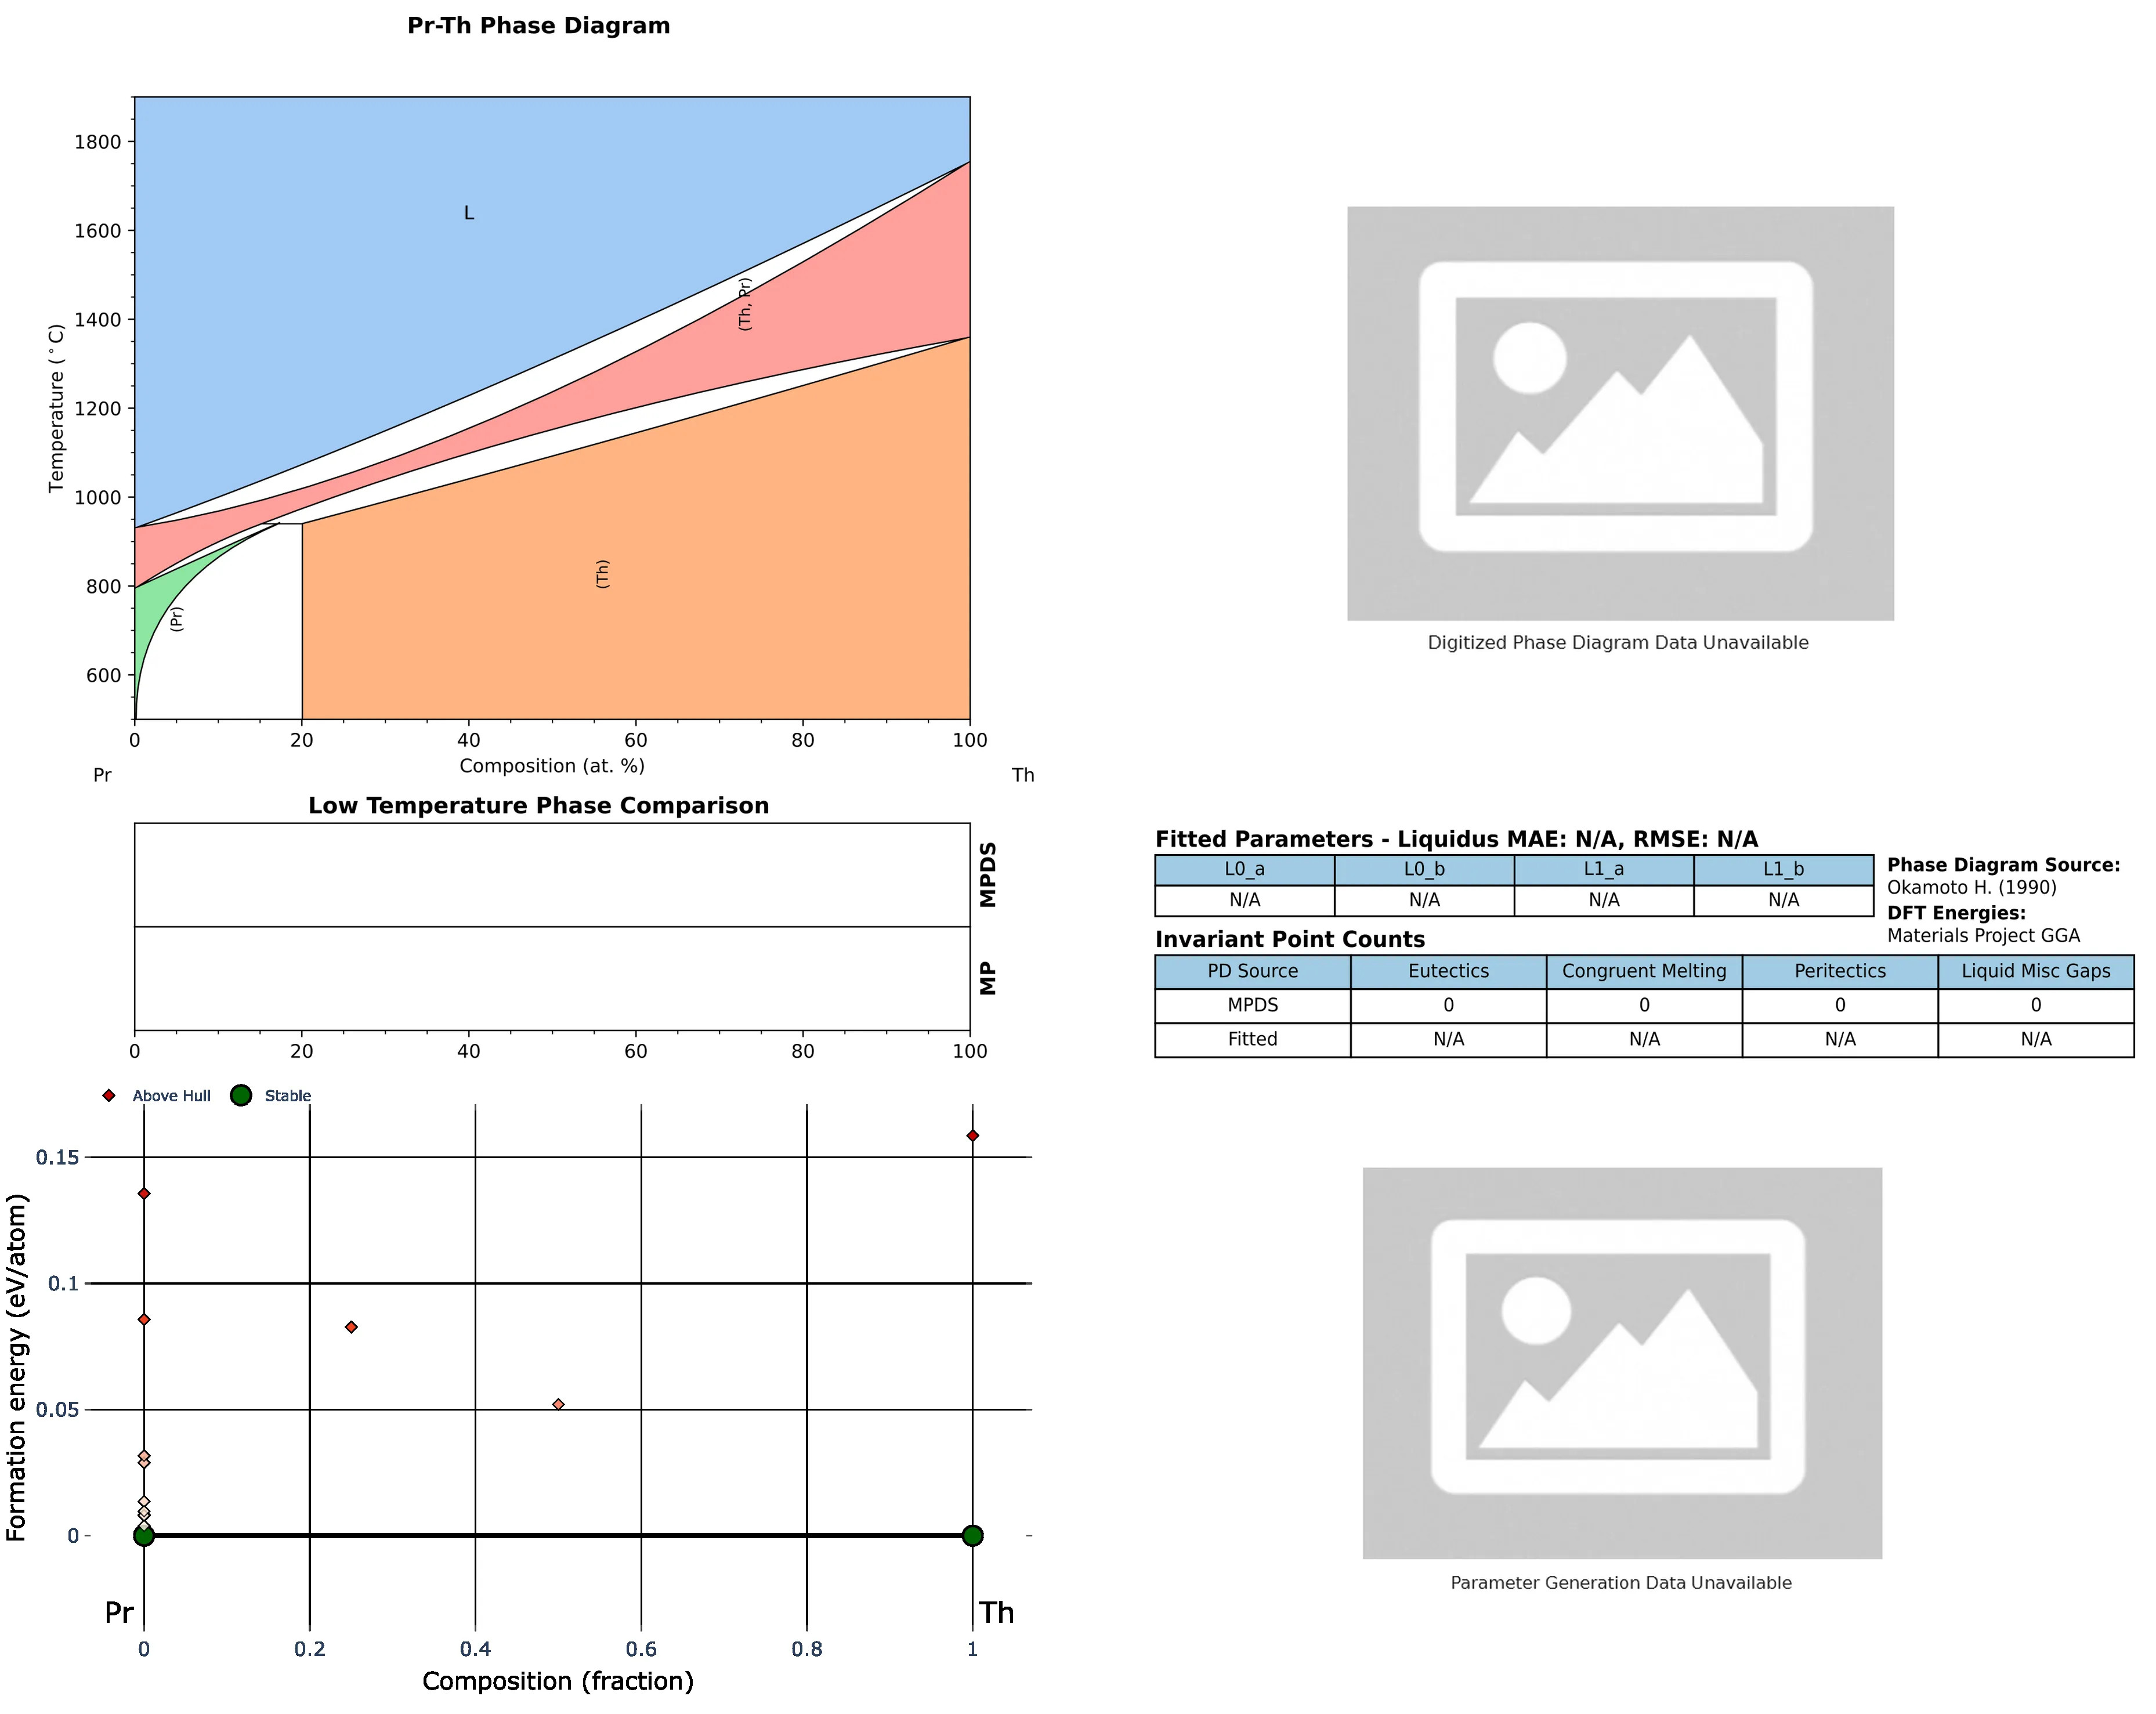 Pr-Th Phase Diagram
Temperature (°C)
1800
1600
1400
1200
1000
800
600
L
(Th, Pr)
(Th)
(Pr)
0 20 40 60 80 100
Composition (at. %)
Pr Th
Digitized Phase Diagram Data Unavailable
Low Temperature Phase Comparison
MPDS
MP
0 20 40 60 80 100
Fitted Parameters - Liquidus MAE: N/A, RMSE: N/A
L0_a L0_b L1_a L1_b
N/A N/A N/A N/A
Phase Diagram Source:
Okamoto H. (1990)
DFT Energies:
Materials Project GGA
Invariant Point Counts
PD Source Eutectics Congruent Melting Peritectics Liquid Misc Gaps
MPDS 0 0 0 0
Fitted N/A N/A N/A N/A
Above Hull Stable
Formation energy (eV/atom)
0.15
0.1
0.05
0
Pr Th
0 0.2 0.4 0.6 0.8 1
Composition (fraction)
Parameter Generation Data Unavailable